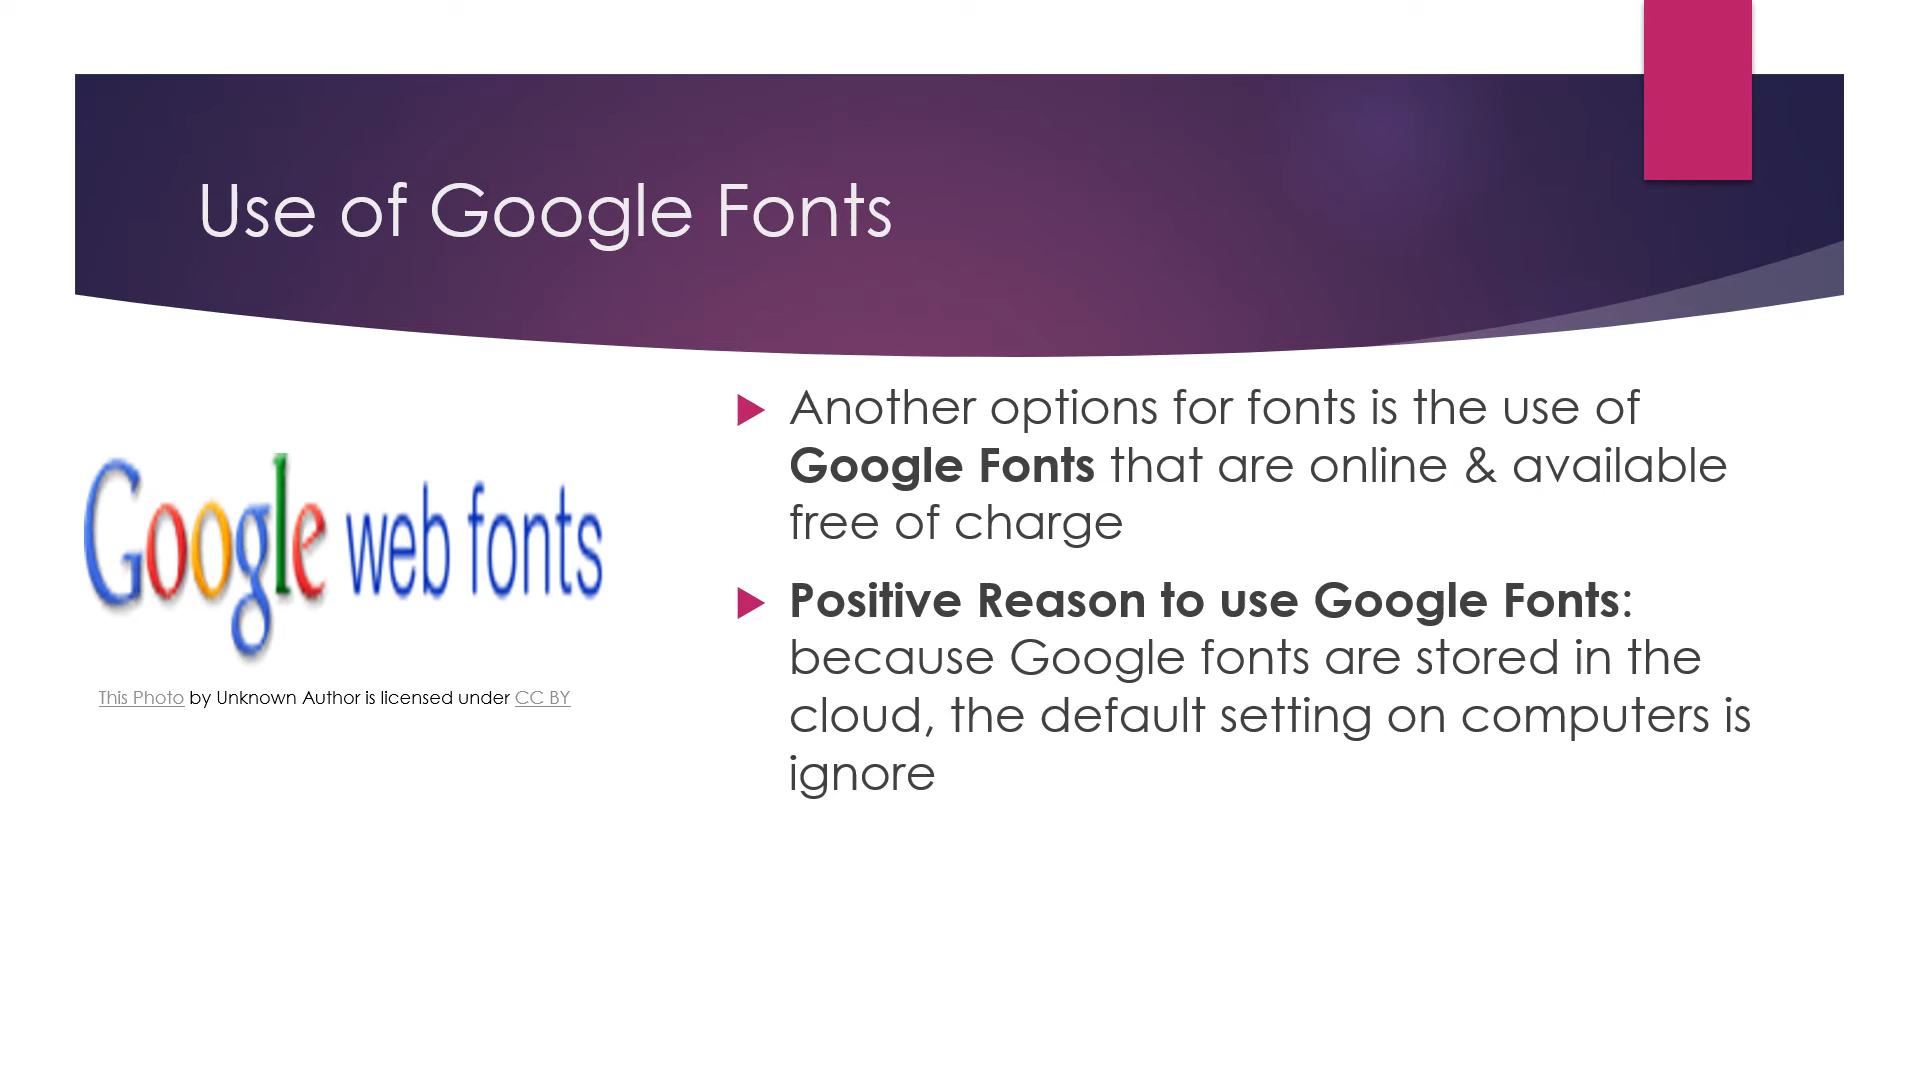 Use of Google Fonts
Google web fonts
This Photo by Unknown Author is licensed under CC BY
Another options for fonts is the use of
Google Fonts that are online & available
free of charge
Positive Reason to use Google Fonts:
because Google fonts are stored in the
cloud, the default setting on computers is
ignore